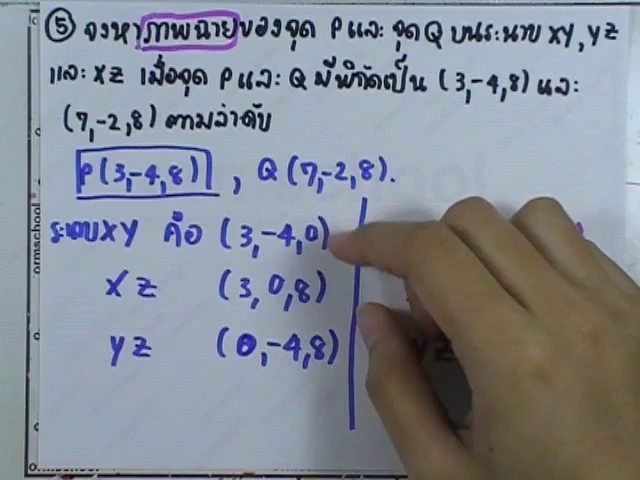 ⑤ จงหาภาพฉายของจุด P และ จุด Q บนระนาบ XY, YZ
และ XZ เมื่อจุด P และ Q มีพิกัดเป็น (3,-4,8) และ
(7,-2,8) ตามลำดับ
P(3,-4,8) , Q(7,-2,8).
ระนาบXY คือ (3,-4,0)
XZ (3,0,8)
YZ (0,-4,8)
ormschool
ormschool